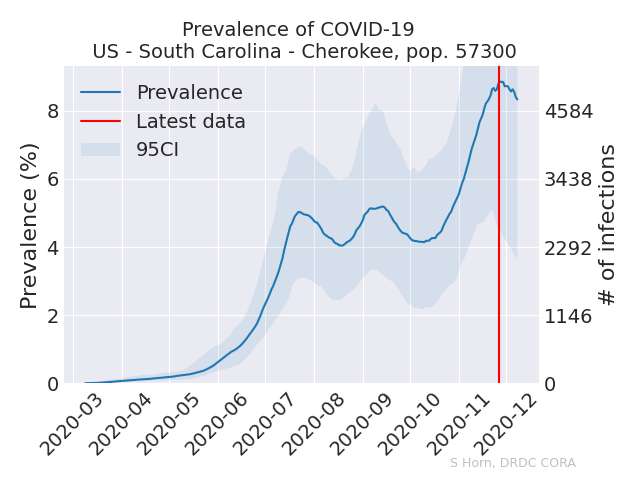 Prevalence of COVID-19
US - South Carolina - Cherokee, pop. 57300
Prevalence
Latest data
95CI
Prevalence (%)
8
6
4
2
0
4584
3438
2292
1146
0
# of infections
2020-03
2020-04
2020-05
2020-06
2020-07
2020-08
2020-09
2020-10
2020-11
2020-12
S Horn, DRDC CORA